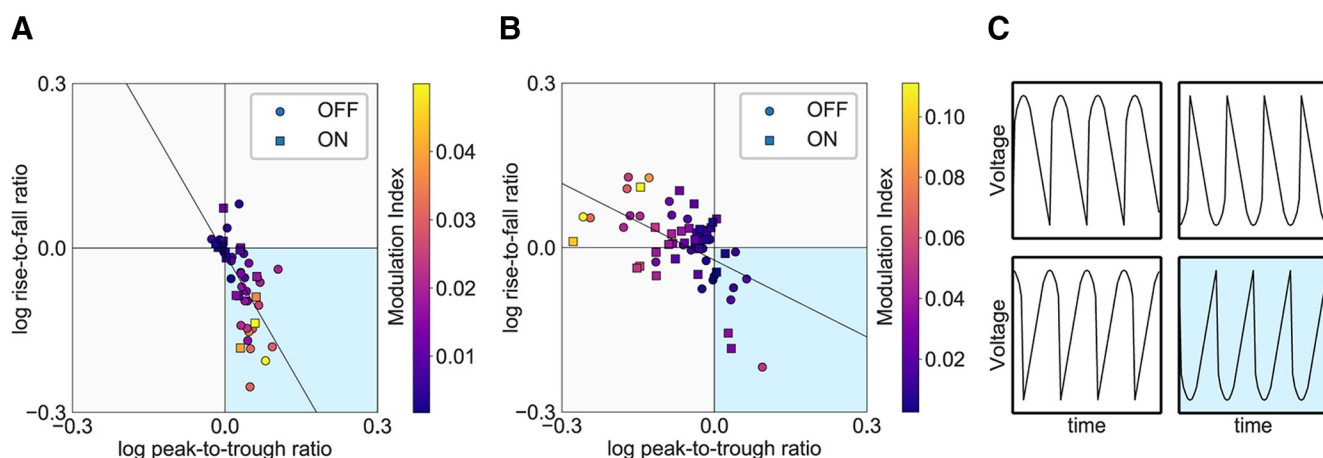 A
B
C
0.3
0.0
−0.3
−0.3
0.0
0.3
log rise-to-fall ratio
log peak-to-trough ratio
OFF
ON
0.04
0.03
0.02
0.01
Modulation Index
0.3
0.0
−0.3
−0.3
0.0
0.3
log rise-to-fall ratio
log peak-to-trough ratio
OFF
ON
0.10
0.08
0.06
0.04
0.02
Modulation Index
Voltage
Voltage
time
time